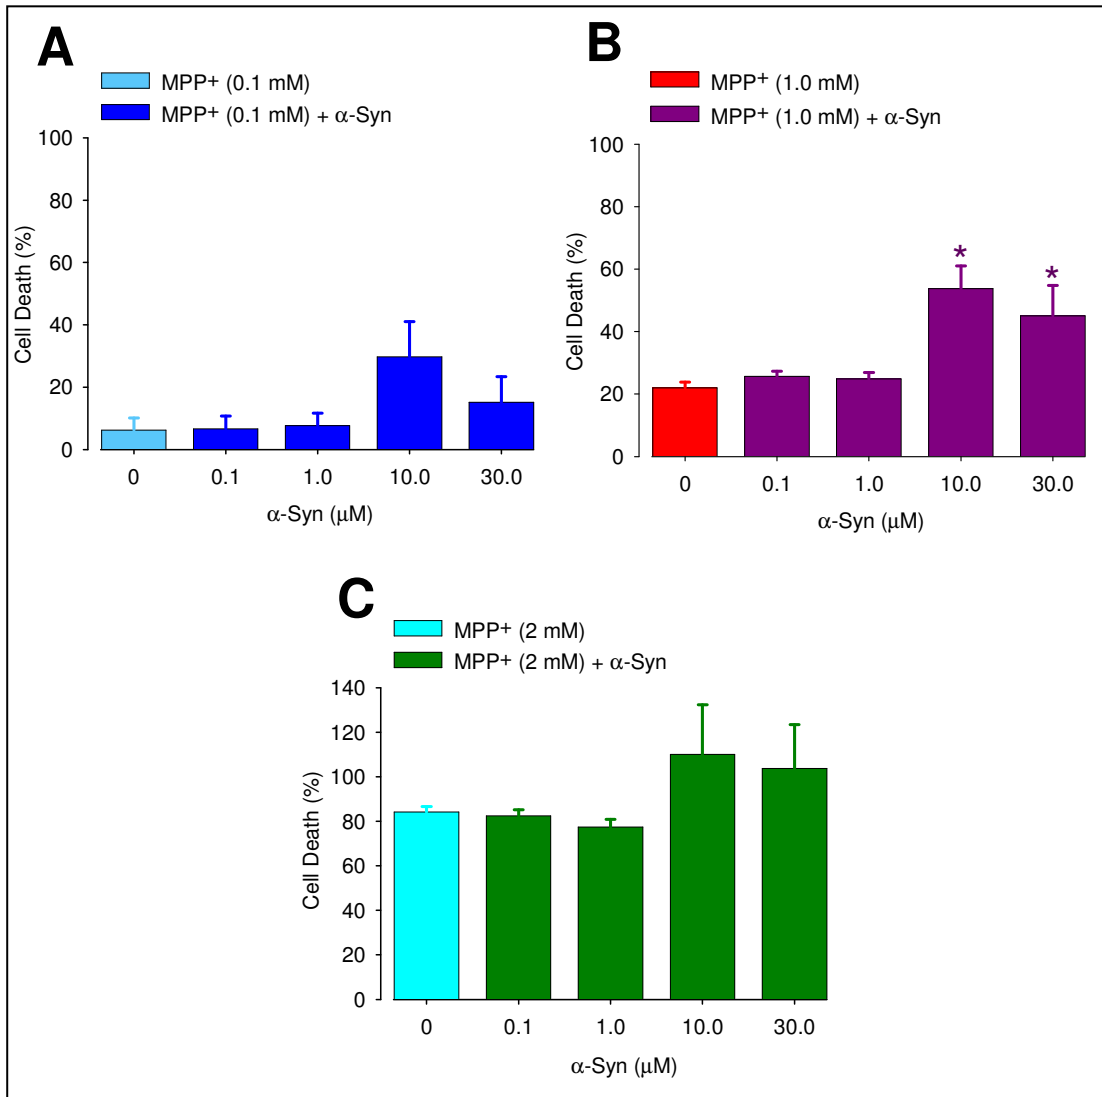 A
MPP+ (0.1 mM)
MPP+ (0.1 mM) + α-Syn
100
80
60
40
20
0
Cell Death (%)
0 0.1 1.0 10.0 30.0
α-Syn (μM)
B
MPP+ (1.0 mM)
MPP+ (1.0 mM) + α-Syn
100
80
60
40
20
0
Cell Death (%)
*
*
0 0.1 1.0 10.0 30.0
α-Syn (μM)
C
MPP+ (2 mM)
MPP+ (2 mM) + α-Syn
140
120
100
80
60
40
20
0
Cell Death (%)
0 0.1 1.0 10.0 30.0
α-Syn (μM)